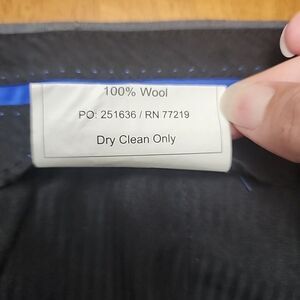 100% Wool
PO: 251636 / RN 77219
Dry Clean Only